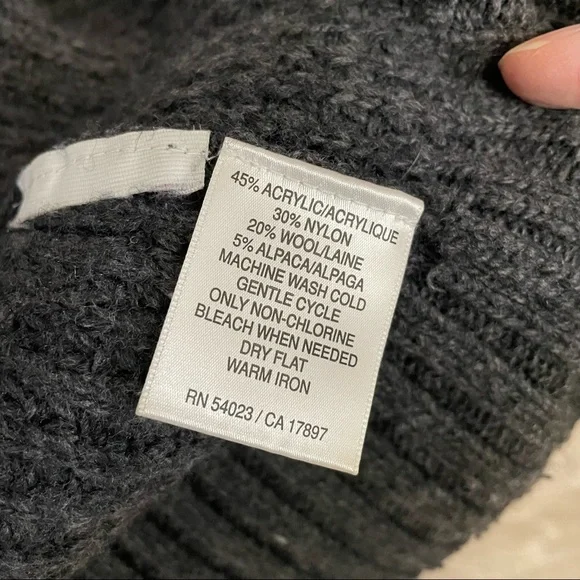 45% ACRYLIC/ACRYLIQUE
30% NYLON
20% WOOL/LAINE
5% ALPACA/ALPAGA
MACHINE WASH COLD
GENTLE CYCLE
ONLY NON-CHLORINE
BLEACH WHEN NEEDED
DRY FLAT
WARM IRON
RN 54023 / CA 17897